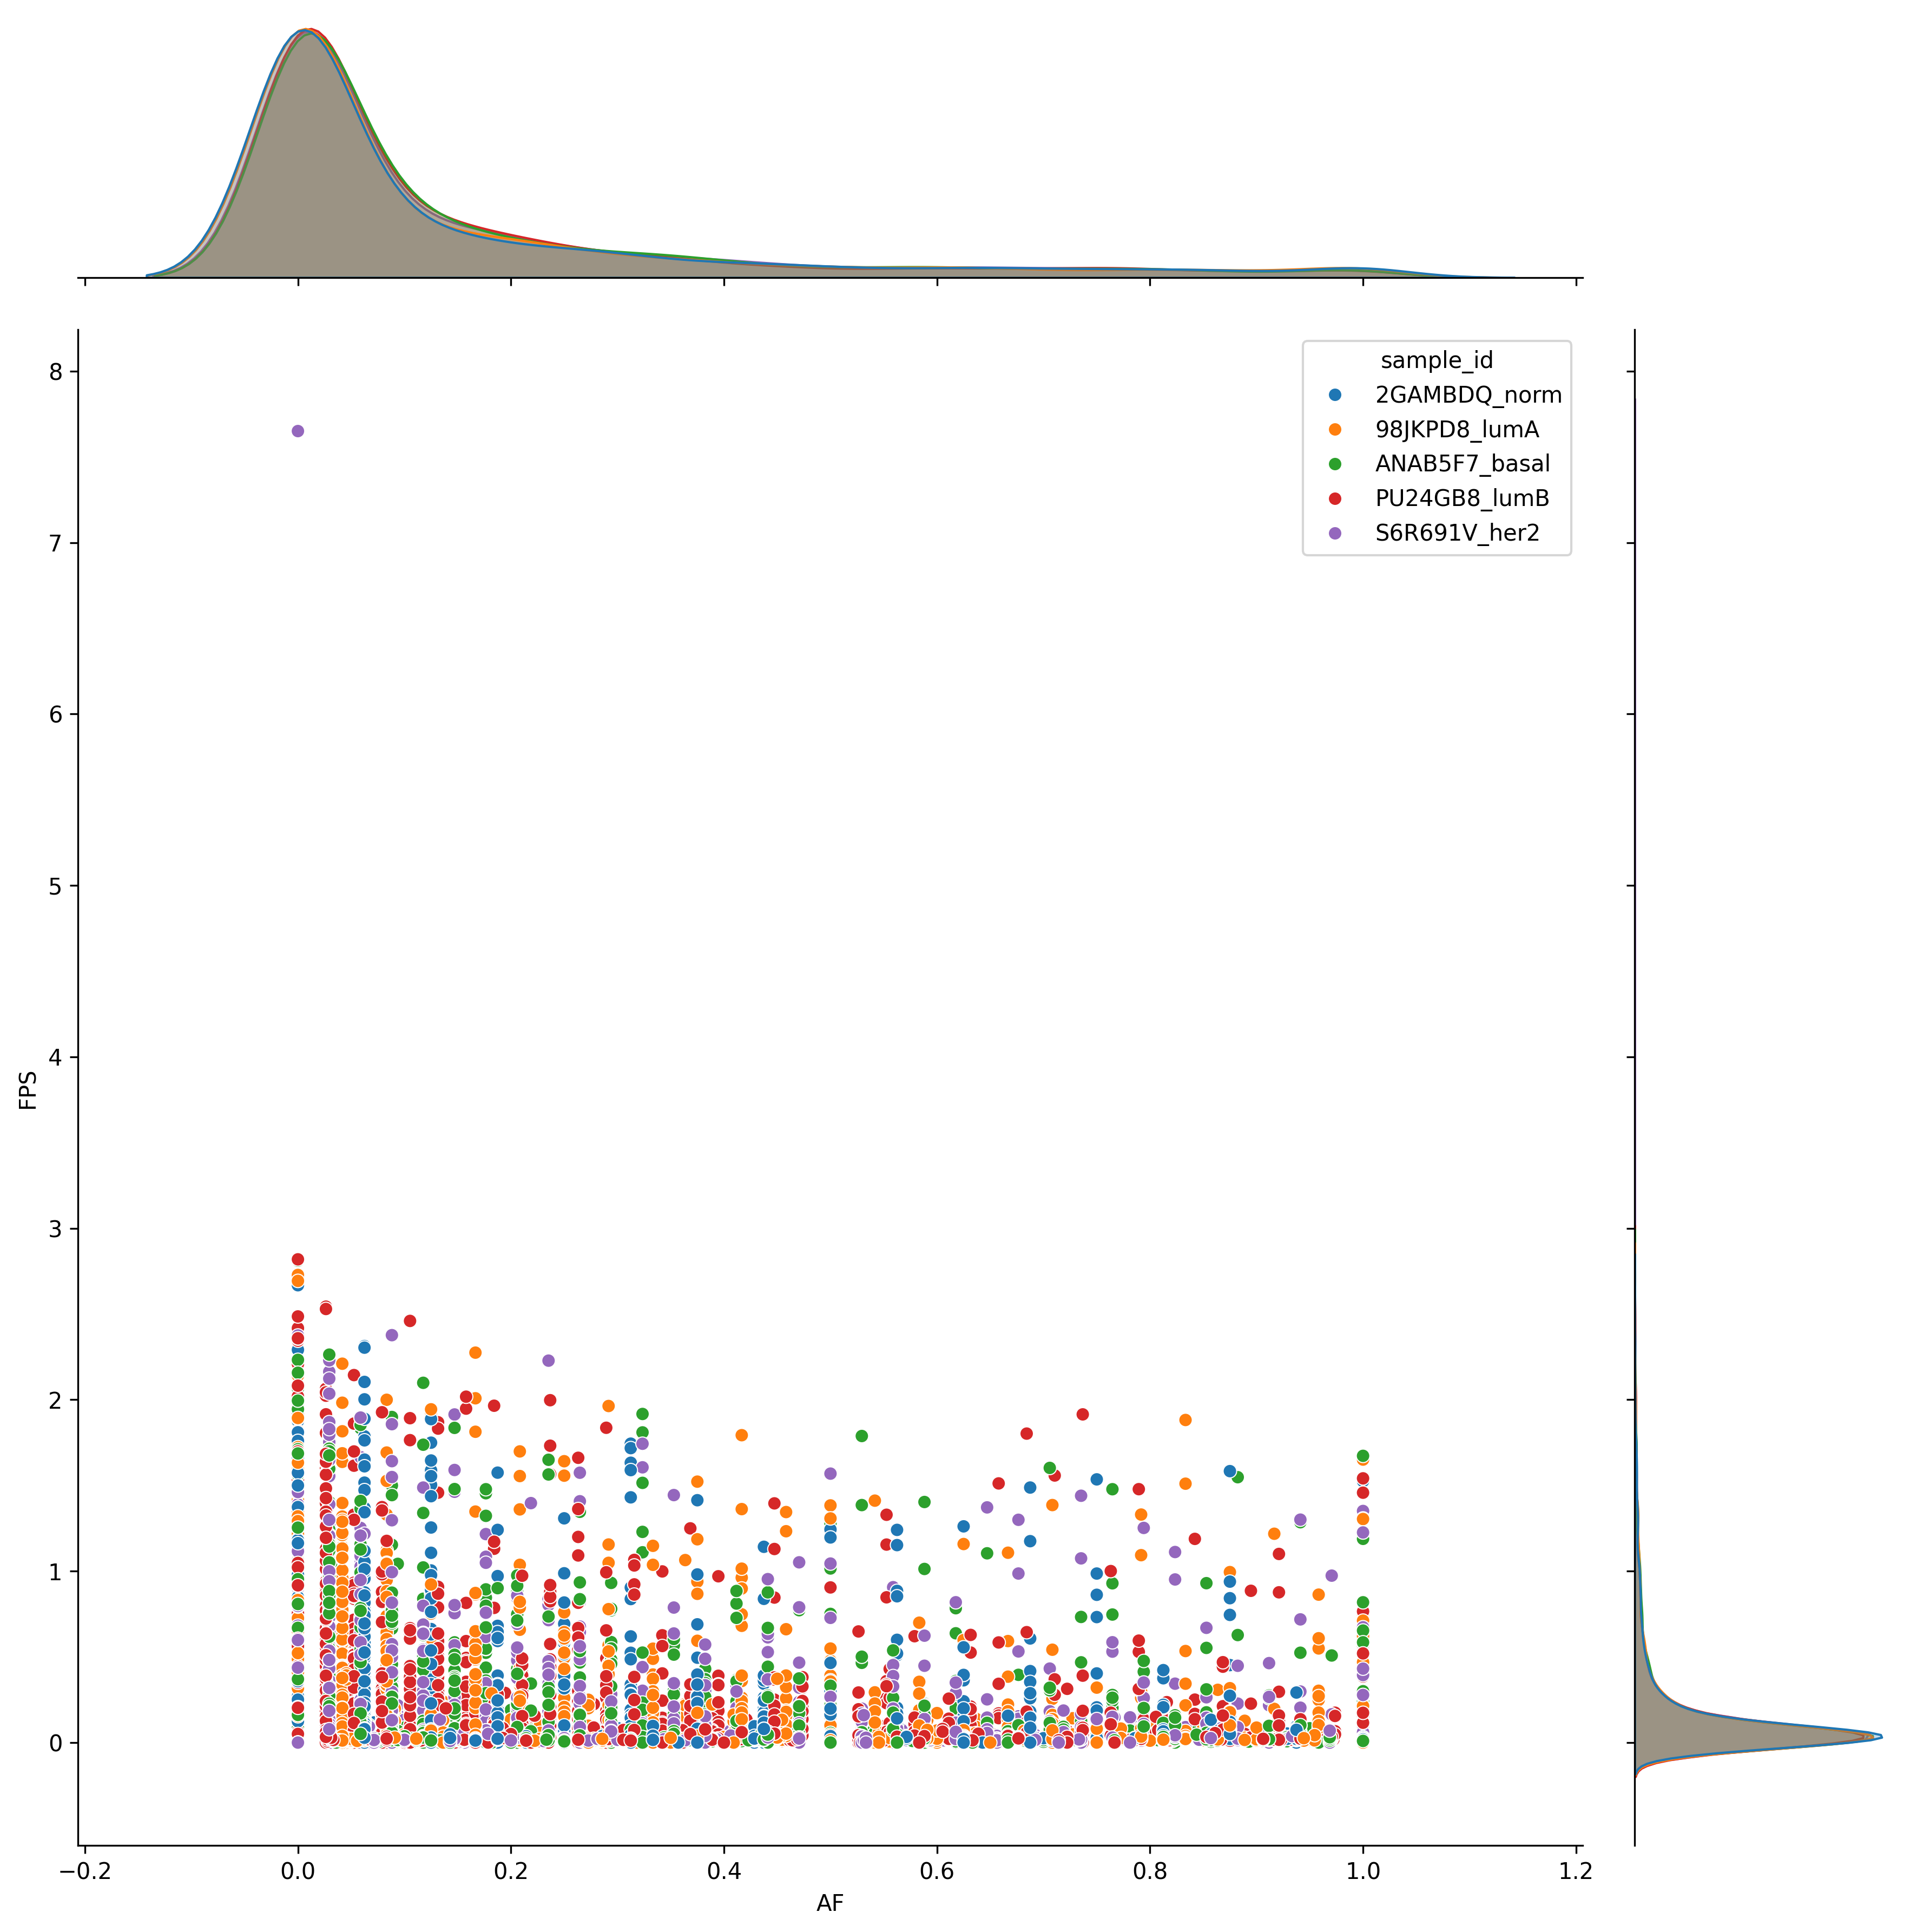 sample_id
2GAMBDQ_norm
98JKPD8_lumA
ANAB5F7_basal
PU24GB8_lumB
S6R691V_her2
8
7
6
5
4
3
2
1
0
FPS
−0.2 0.0 0.2 0.4 0.6 0.8 1.0 1.2
AF